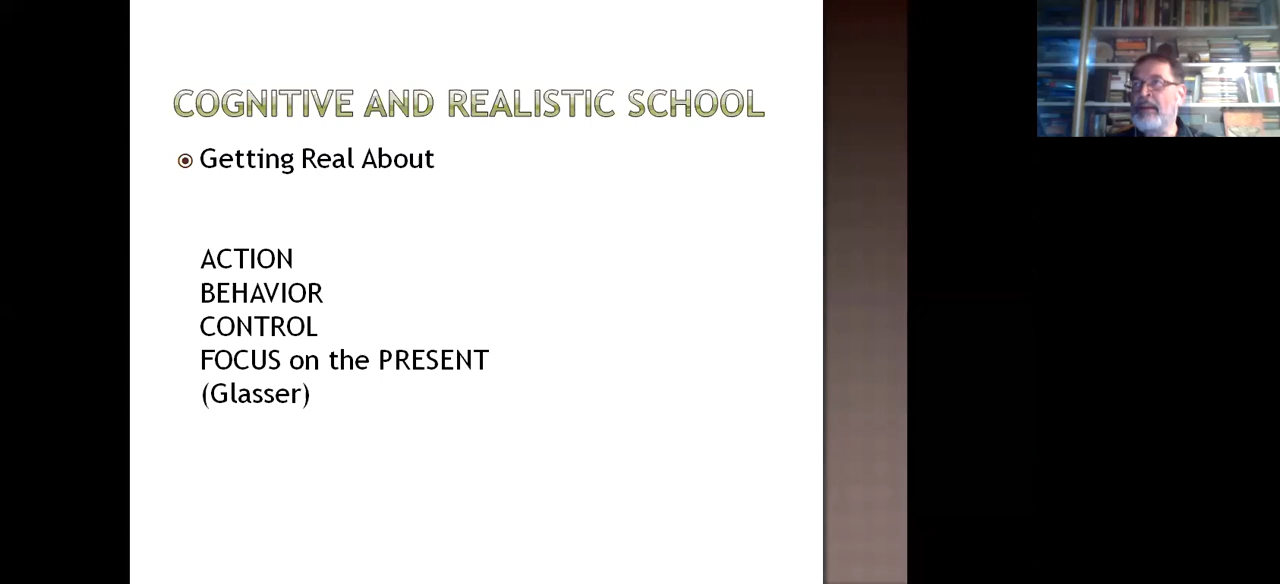 COGNITIVE AND REALISTIC SCHOOL
Getting Real About
ACTION
BEHAVIOR
CONTROL
FOCUS on the PRESENT
(Glasser)